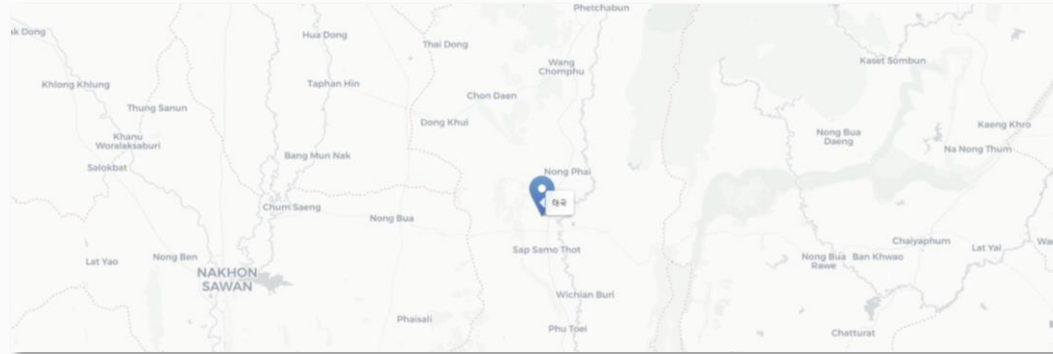 Phetchabun
ak Dong
Hua Dong
Thai Dong
Kaset Sombun
Wang
Chomphu
Khlong Khlung
Taphan Hin
Chon Daen
Thung Sanun
Dong Khui
Kaeng Khro
Khanu
Woralaksaburi
Nong Bua
Daeng
Na Nong Thum
Bang Mun Nak
Salokbat
Nong Phai
태국
Chum Saeng
Nong Bua
Chaiyaphum
Lat Yai
Sap Samo Thot
Nong Ben
Lat Yao
Nong Bua
Rawe
Ban Khwao
NAKHON
SAWAN
Wichian Buri
Phaisali
Phu Toei
Chatturat